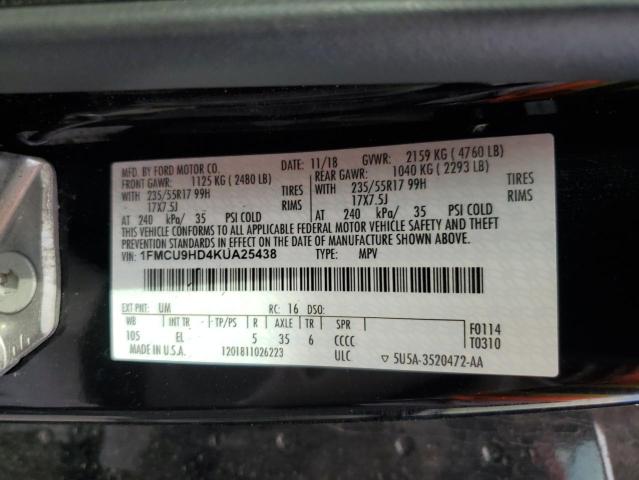 MFD. BY FORD MOTOR CO.
DATE: 11/18 GVWR: 2159 KG ( 4760 LB)
FRONT GAWR: 1125 KG ( 2480 LB) REAR GAWR: 1040 KG ( 2293 LB)
WITH 235/55R17 99H TIRES WITH 235/55R17 99H TIRES
17X7.5J RIMS 17X7.5J RIMS
AT 240 kPa/ 35 PSI COLD AT 240 kPa/ 35 PSI COLD
THIS VEHICLE CONFORMS TO ALL APPLICABLE FEDERAL MOTOR VEHICLE SAFETY AND THEFT
PREVENTION STANDARDS IN EFFECT ON THE DATE OF MANUFACTURE SHOWN ABOVE.
VIN: 1FMCU9HD4KUA25438 TYPE: MPV
EXT PNT: UM RC: 16 DSO:
WB INT TR TP/PS R AXLE TR SPR
105 EL 5 35 6 CCCC
F0114
T0310
MADE IN U.S.A. 1201811026223 ULC ▽ 5U5A-3520472-AA